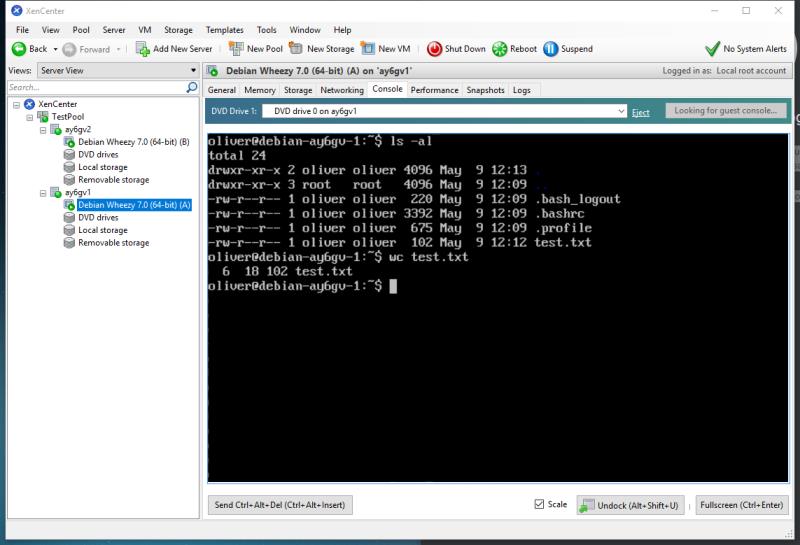 XenCenter
File View Pool Server VM Storage Templates Tools Window Help
Back Forward Add New Server New Pool New Storage New VM Shut Down Reboot Suspend No System Alerts
Views: Server View
Search...
XenCenter
TestPool
ay6gv2
Debian Wheezy 7.0 (64-bit) (B)
DVD drives
Local storage
Removable storage
ay6gv1
Debian Wheezy 7.0 (64-bit) (A)
DVD drives
Local storage
Removable storage
Debian Wheezy 7.0 (64-bit) (A) on 'ay6gv1' Logged in as: Local root account
General Memory Storage Networking Console Performance Snapshots Logs
DVD Drive 1: DVD drive 0 on ay6gv1 Eject Looking for guest console...
oliver@debian-ay6gv-1:~$ ls -al
total 24
drwxr-xr-x 2 oliver oliver 4096 May 9 12:13 .
drwxr-xr-x 3 root root 4096 May 9 12:09 ..
-rw-r--r-- 1 oliver oliver 220 May 9 12:09 .bash_logout
-rw-r--r-- 1 oliver oliver 3392 May 9 12:09 .bashrc
-rw-r--r-- 1 oliver oliver 675 May 9 12:09 .profile
-rw-r--r-- 1 oliver oliver 102 May 9 12:12 test.txt
oliver@debian-ay6gv-1:~$ wc test.txt
6 18 102 test.txt
oliver@debian-ay6gv-1:~$
Send Ctrl+Alt+Del (Ctrl+Alt+Insert) Scale Undock (Alt+Shift+U) Fullscreen (Ctrl+Enter)